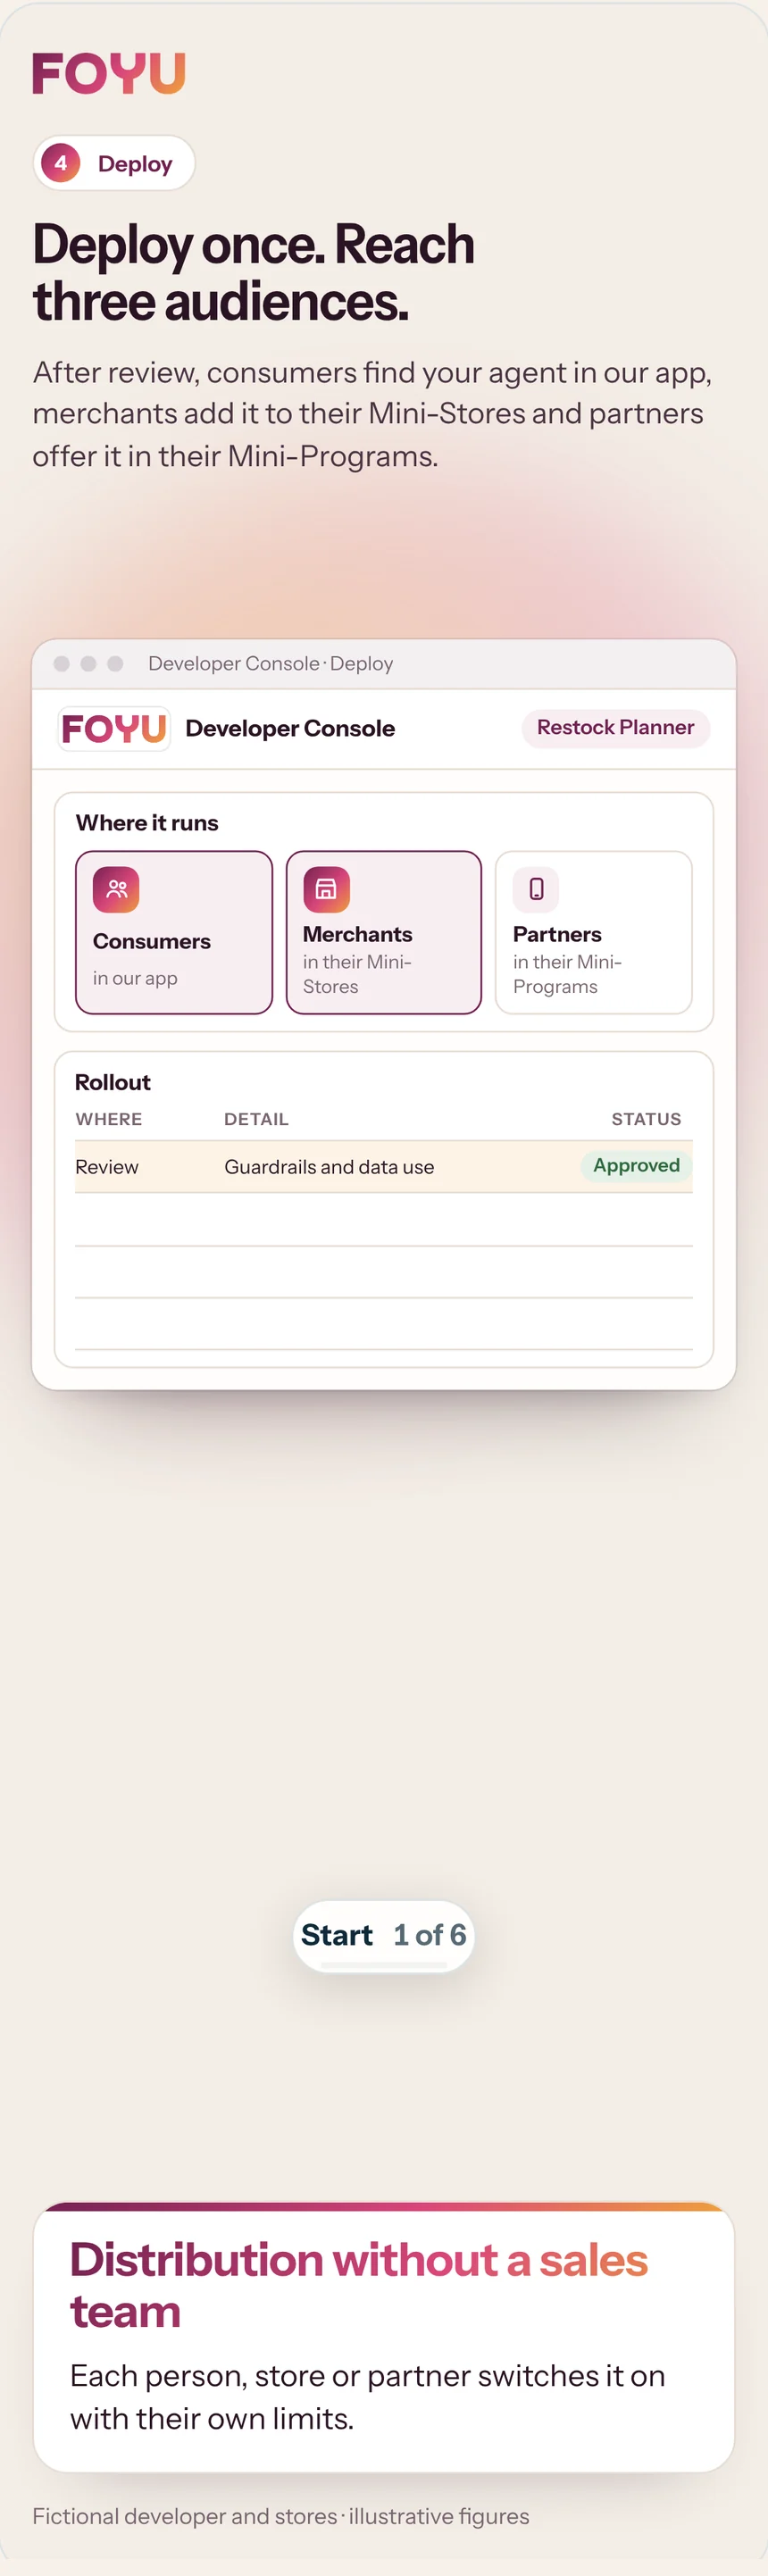 FOYU
4 Deploy
Deploy once. Reach
three audiences.
After review, consumers find your agent in our app,
merchants add it to their Mini-Stores and partners
offer it in their Mini-Programs.
Developer Console · Deploy
FOYU Developer Console Restock Planner
Where it runs
Consumers
in our app
Merchants
in their Mini-
Stores
Partners
in their Mini-
Programs
Rollout
WHERE DETAIL STATUS
Review Guardrails and data use Approved
Start 1 of 6
Distribution without a sales
team
Each person, store or partner switches it on
with their own limits.
Fictional developer and stores · illustrative figures